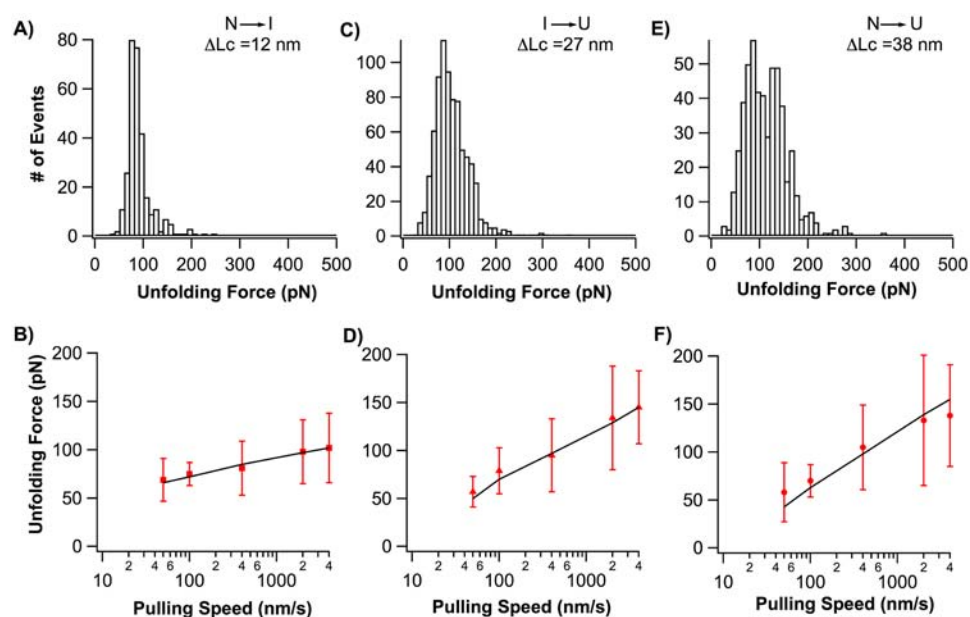 A) N→I
ΔLc =12 nm
80
60
40
20
0
# of Events
0 100 200 300 400 500
Unfolding Force (pN)
C) I→U
ΔLc =27 nm
100
80
60
40
20
0
0 100 200 300 400 500
Unfolding Force (pN)
E) N→U
ΔLc =38 nm
50
40
30
20
10
0
0 100 200 300 400 500
Unfolding Force (pN)
B)
200
150
100
50
0
Unfolding Force (pN)
10 4 6 100 2 4 6 1000 2 4
Pulling Speed (nm/s)
D)
200
150
100
50
0
10 4 6 100 2 4 6 1000 2 4
Pulling Speed (nm/s)
F)
200
150
100
50
0
10 4 6 100 2 4 6 1000 2 4
Pulling Speed (nm/s)